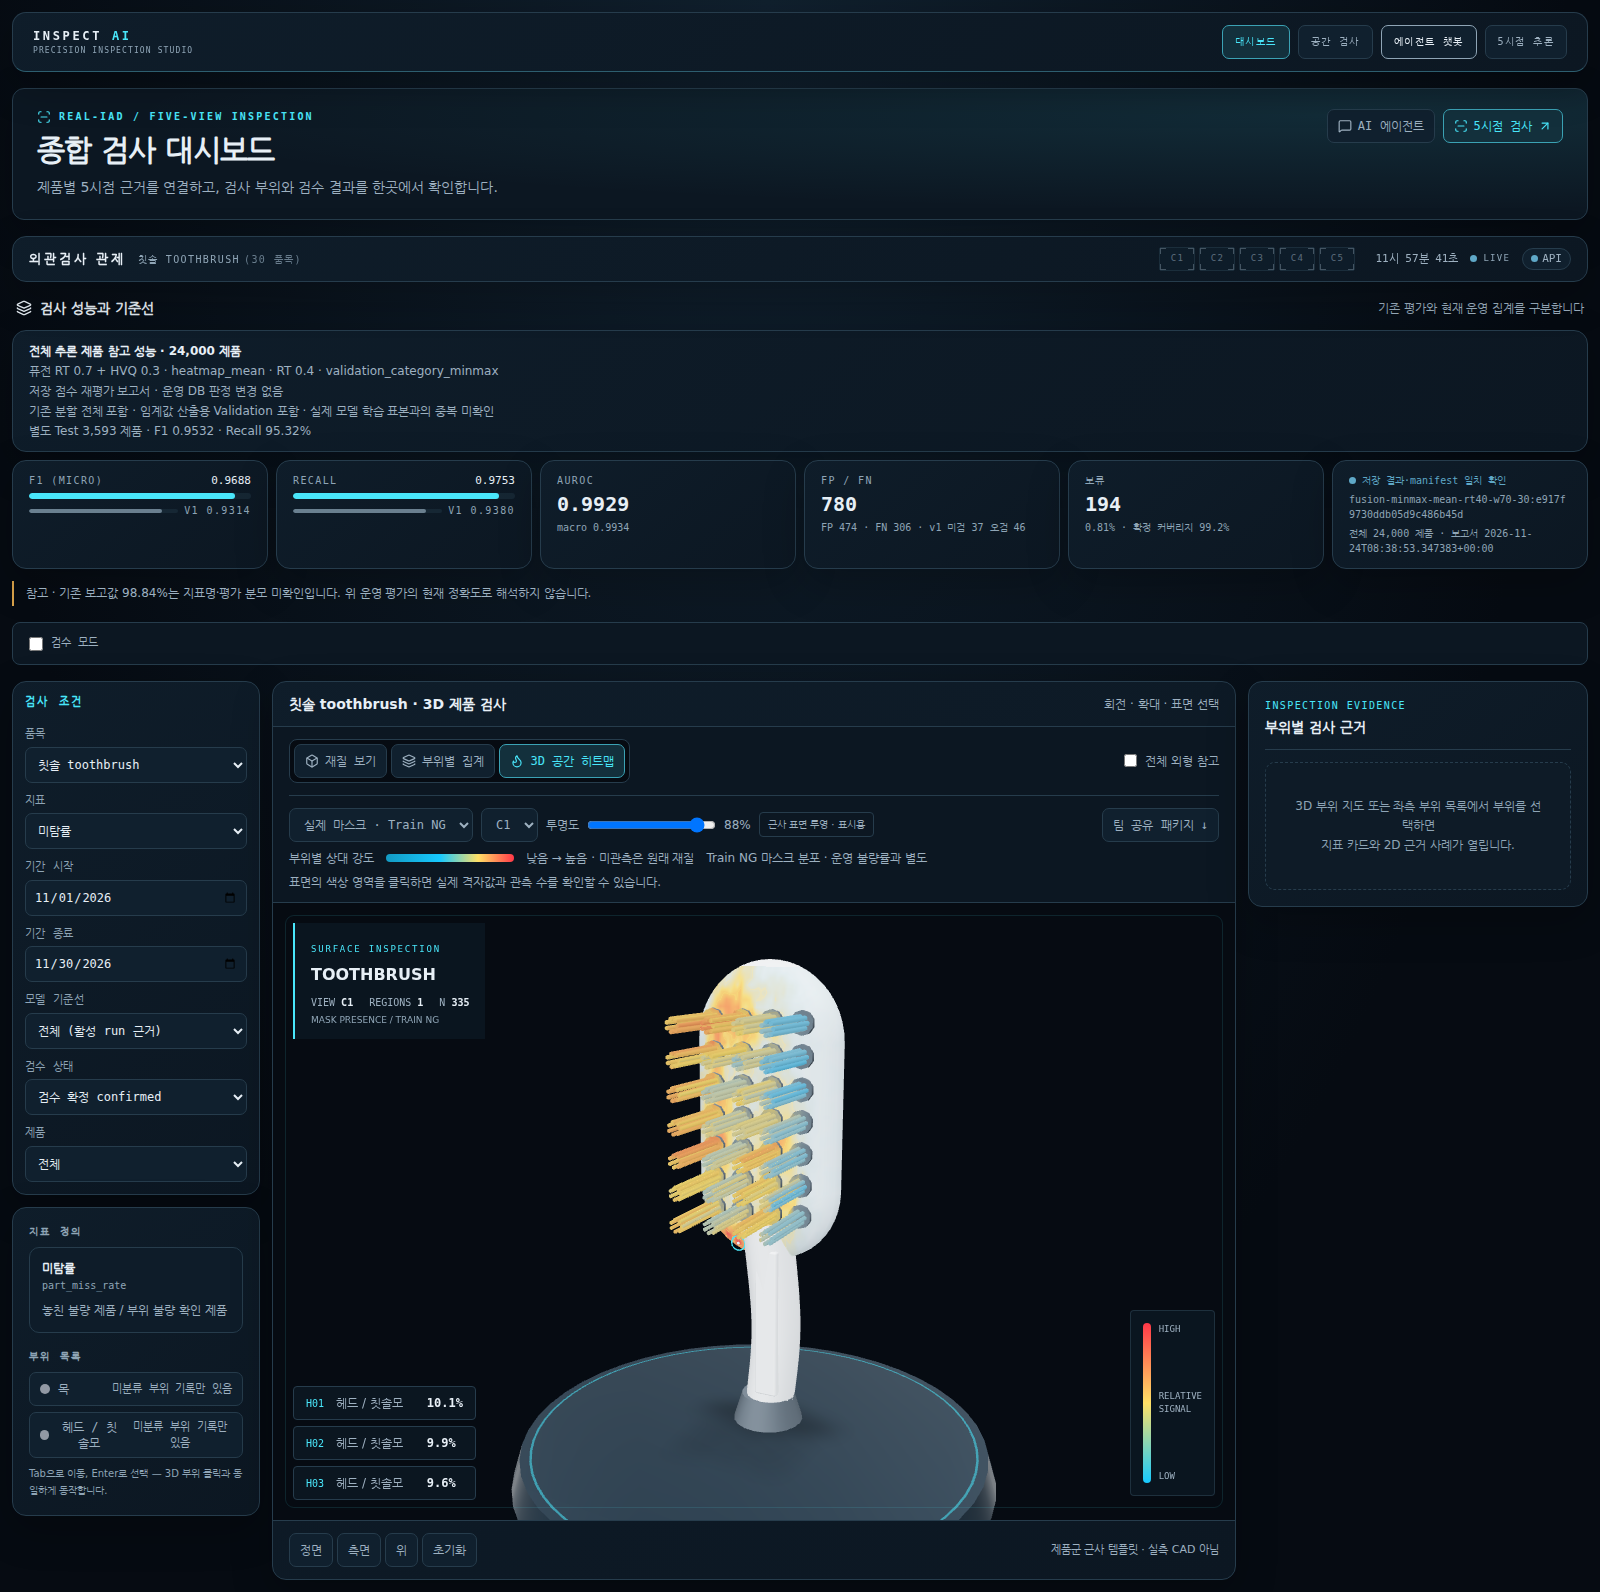 INSPECT AI
PRECISION INSPECTION STUDIO
대시보드
공간 검사
에이전트 챗봇
5시점 추론
REAL-IAD / FIVE-VIEW INSPECTION
종합 검사 대시보드
제품별 5시점 근거를 연결하고, 검사 부위와 검수 결과를 한곳에서 확인합니다.
AI 에이전트
5시점 검사
외관검사 관제 칫솔 TOOTHBRUSH (30 품목)
C1 C2 C3 C4 C5
11시 57분 41초 LIVE API
검사 성능과 기준선
기존 평가와 현재 운영 집계를 구분합니다
전체 추론 제품 참고 성능 · 24,000 제품
퓨전 RT 0.7 + HVQ 0.3 · heatmap_mean · RT 0.4 · validation_category_minmax
저장 점수 재평가 보고서 · 운영 DB 판정 변경 없음
기존 분할 전체 포함 · 임계값 산출용 Validation 포함 · 실제 모델 학습 표본과의 중복 미확인
별도 Test 3,593 제품 · F1 0.9532 · Recall 95.32%
F1 (MICRO) 0.9688
V1 0.9314
RECALL 0.9753
V1 0.9380
AUROC
0.9929
macro 0.9934
FP / FN
780
FP 474 · FN 306 · v1 미검 37 오검 46
보류
194
0.81% · 확정 커버리지 99.2%
저장 결과·manifest 일치 확인
fusion-minmax-mean-rt40-w70-30:e917f
9730ddb05d9c486b45d
전체 24,000 제품 · 보고서 2026-11-
24T08:38:53.347383+00:00
참고 · 기존 보고값 98.84%는 지표명·평가 분모 미확인입니다. 위 운영 평가의 현재 정확도로 해석하지 않습니다.
검수 모드
검사 조건
품목
칫솔 toothbrush
지표
미탐률
기간 시작
11/01/2026
기간 종료
11/30/2026
모델 기준선
전체 (활성 run 근거)
검수 상태
검수 확정 confirmed
제품
전체
지표 정의
미탐률
part_miss_rate
놓친 불량 제품 / 부위 불량 확인 제품
부위 목록
목 미분류 부위 기록만 있음
헤드 / 칫솔모 미분류 부위 기록만 있음
Tab으로 이동, Enter로 선택 — 3D 부위 클릭과 동
일하게 동작합니다.
칫솔 toothbrush · 3D 제품 검사
회전 · 확대 · 표면 선택
재질 보기
부위별 집계
3D 공간 히트맵
전체 외형 참고
실제 마스크 · Train NG
C1
투명도 88%
근사 표면 투영 · 표시용
팀 공유 패키지 ↓
부위별 상대 강도 낮음 → 높음 · 미관측은 원래 재질 Train NG 마스크 분포 · 운영 불량률과 별도
표면의 색상 영역을 클릭하면 실제 격자값과 관측 수를 확인할 수 있습니다.
SURFACE INSPECTION
TOOTHBRUSH
VIEW C1 REGIONS 1 N 335
MASK PRESENCE / TRAIN NG
H01 헤드 / 칫솔모 10.1%
H02 헤드 / 칫솔모 9.9%
H03 헤드 / 칫솔모 9.6%
HIGH
RELATIVE
SIGNAL
LOW
정면
측면
위
초기화
제품군 근사 템플릿 · 실측 CAD 아님
INSPECTION EVIDENCE
부위별 검사 근거
3D 부위 지도 또는 좌측 부위 목록에서 부위를 선
택하면
지표 카드와 2D 근거 사례가 열립니다.